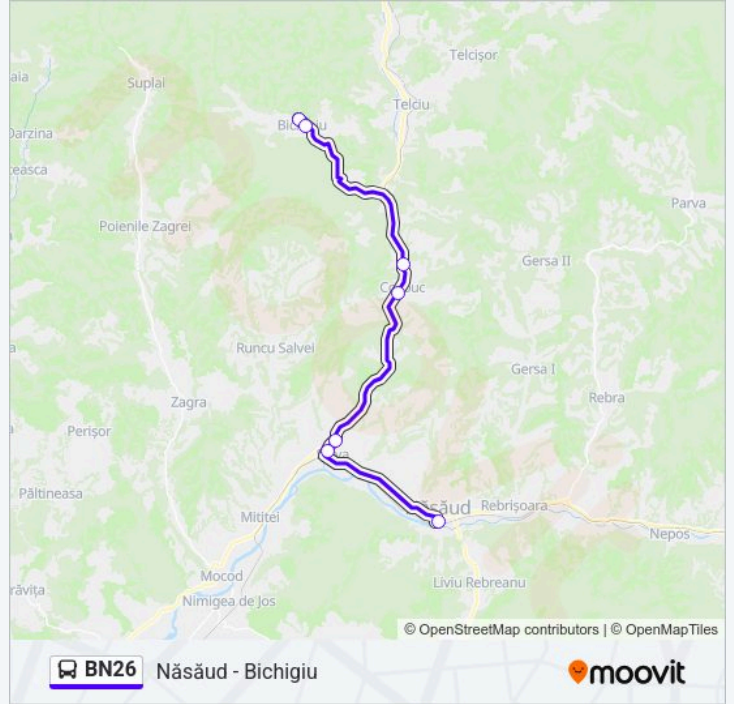 Telcișor
Suplai
Telciu
Parva
Poienile Zagrei
Gersa II
Runcu Salvei
Gersa I
Rebra
Zagra
Perișor
Păltineasa
Rebrișoara
Mititei
Nepos
Mocod
Liviu Rebreanu
Nimigea de Jos
© OpenStreetMap contributors | © OpenMapTiles
BN26 Năsăud - Bichigiu
moovit